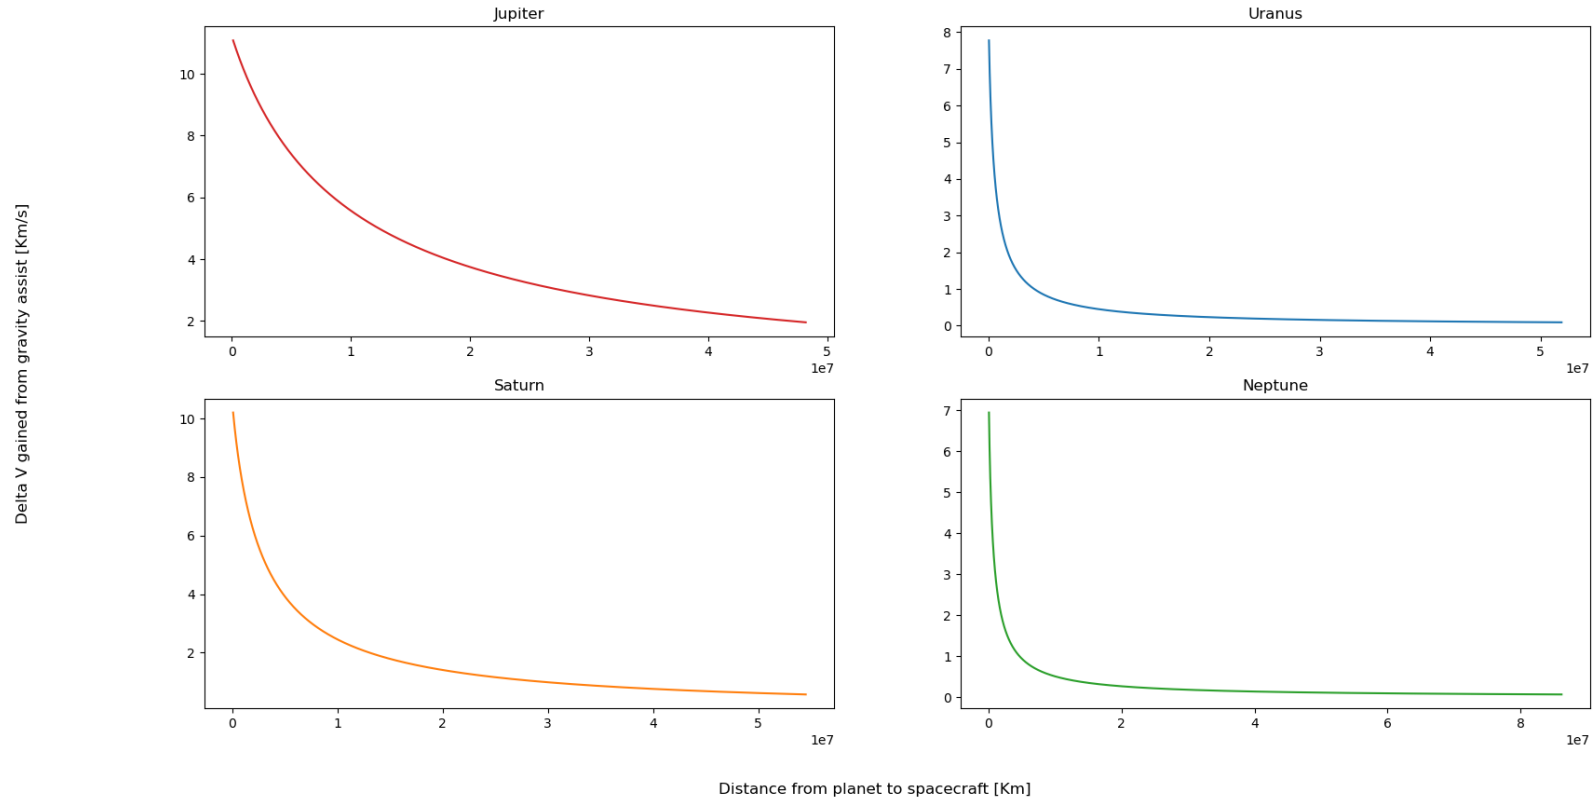 Delta V gained from gravity assist [Km/s]
Jupiter
10
8
6
4
2
0 1 2 3 4 5
1e7
Uranus
8
7
6
5
4
3
2
1
0
0 1 2 3 4 5
1e7
Saturn
10
8
6
4
2
0 1 2 3 4 5
1e7
Neptune
7
6
5
4
3
2
1
0
0 2 4 6 8
1e7
Distance from planet to spacecraft [Km]